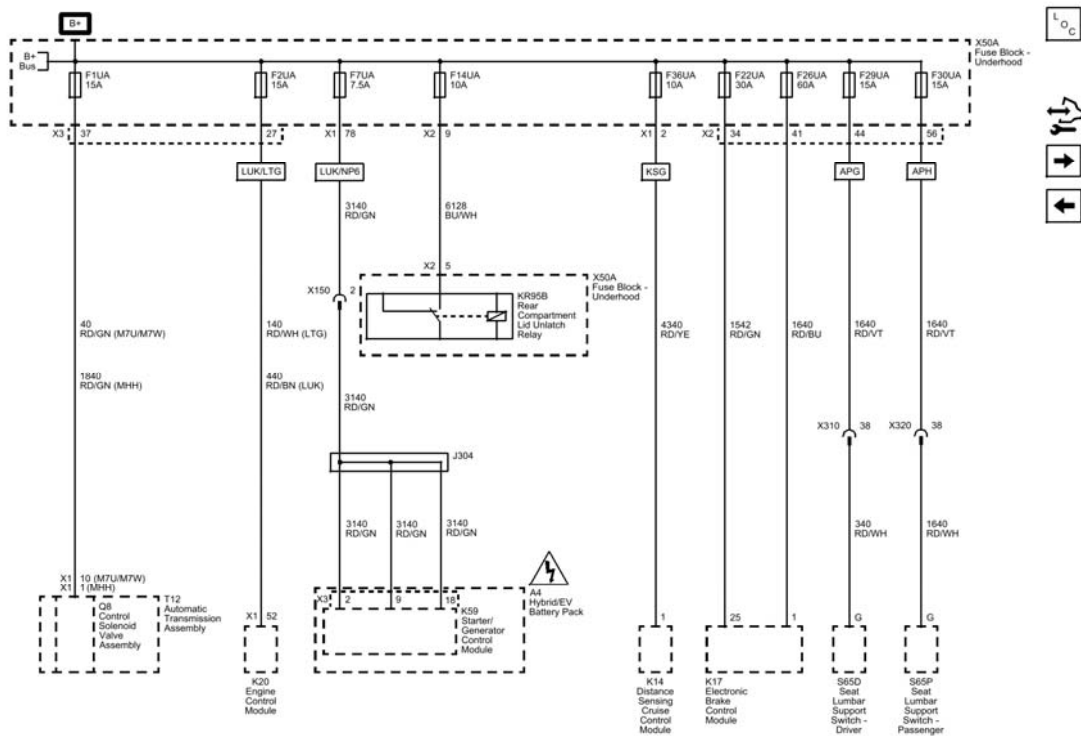 B+
L
O
C
B+
Bus
X50A
Fuse Block -
Underhood
F1UA
15A
F2UA
15A
F7UA
7.5A
F14UA
10A
F36UA
10A
F22UA
30A
F26UA
60A
F29UA
15A
F30UA
15A
X3 37
27
X1 78
X2 9
X1 2
X2 34
41
44
56
LUK/LTG
LUK/NP6
KSG
APG
APH
3140
RD/GN
6128
BU/WH
X2 5
X150 2
X50A
Fuse Block -
Underhood
KR95B
Rear
Compartment
Lid Unlatch
Relay
40
RD/GN (M7U/M7W)
140
RD/WH (LTG)
4340
RD/YE
1542
RD/GN
1640
RD/BU
1640
RD/VT
1640
RD/VT
1840
RD/GN (MHH)
440
RD/BN (LUK)
3140
RD/GN
X310 38
X320 38
J304
3140
RD/GN
3140
RD/GN
3140
RD/GN
340
RD/WH
1640
RD/WH
X1 10 (M7U/M7W)
X1 1 (MHH)
Q8
Control
Solenoid
Valve
Assembly
T12
Automatic
Transmission
Assembly
X1 52
K20
Engine
Control
Module
X3 2
9
18
K59
Starter/
Generator
Control
Module
A4
Hybrid/EV
Battery Pack
1
K14
Distance
Sensing
Cruise
Control
Module
25
1
K17
Electronic
Brake
Control
Module
G
S65D
Seat
Lumbar
Support
Switch -
Driver
G
S65P
Seat
Lumbar
Support
Switch -
Passenger